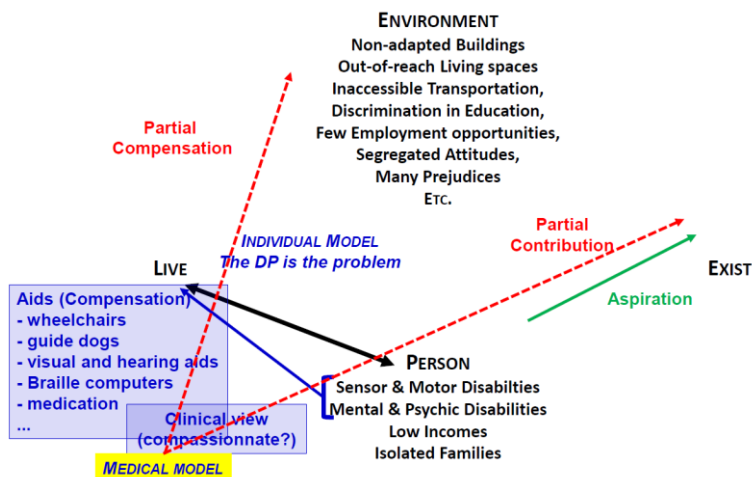 ENVIRONMENT
Non-adapted Buildings
Out-of-reach Living spaces
Inaccessible Transportation,
Discrimination in Education,
Few Employment opportunities,
Segregated Attitudes,
Many Prejudices
ETC.
Partial
Compensation
Partial
Contribution
INDIVIDUAL MODEL
The DP is the problem
LIVE
EXIST
Aspiration
Aids (Compensation)
- wheelchairs
- guide dogs
- visual and hearing aids
- Braille computers
- medication
...
Clinical view
(compassionnate?)
MEDICAL MODEL
PERSON
Sensor & Motor Disabilties
Mental & Psychic Disabilities
Low Incomes
Isolated Families